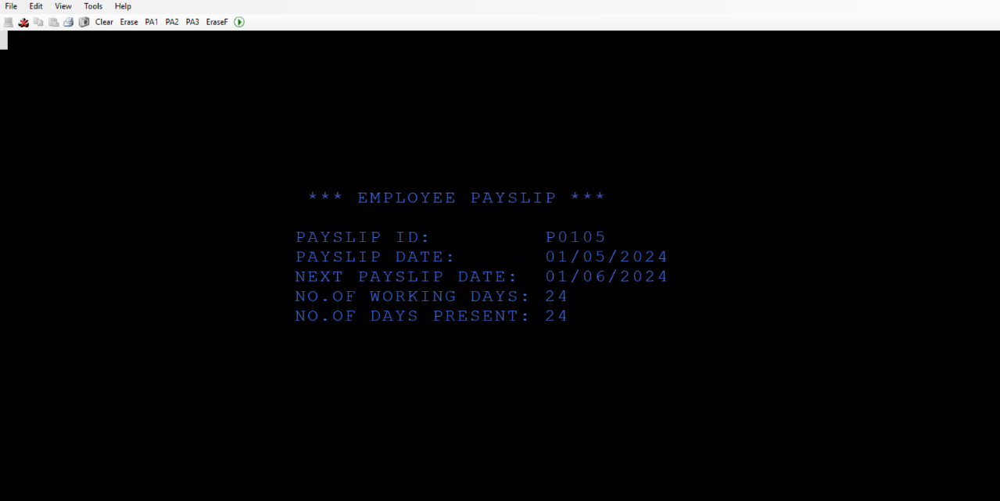 File Edit View Tools Help
Clear Erase PA1 PA2 PA3 EraseF
*** EMPLOYEE PAYSLIP ***
PAYSLIP ID: P0105
PAYSLIP DATE: 01/05/2024
NEXT PAYSLIP DATE: 01/06/2024
NO.OF WORKING DAYS: 24
NO.OF DAYS PRESENT: 24